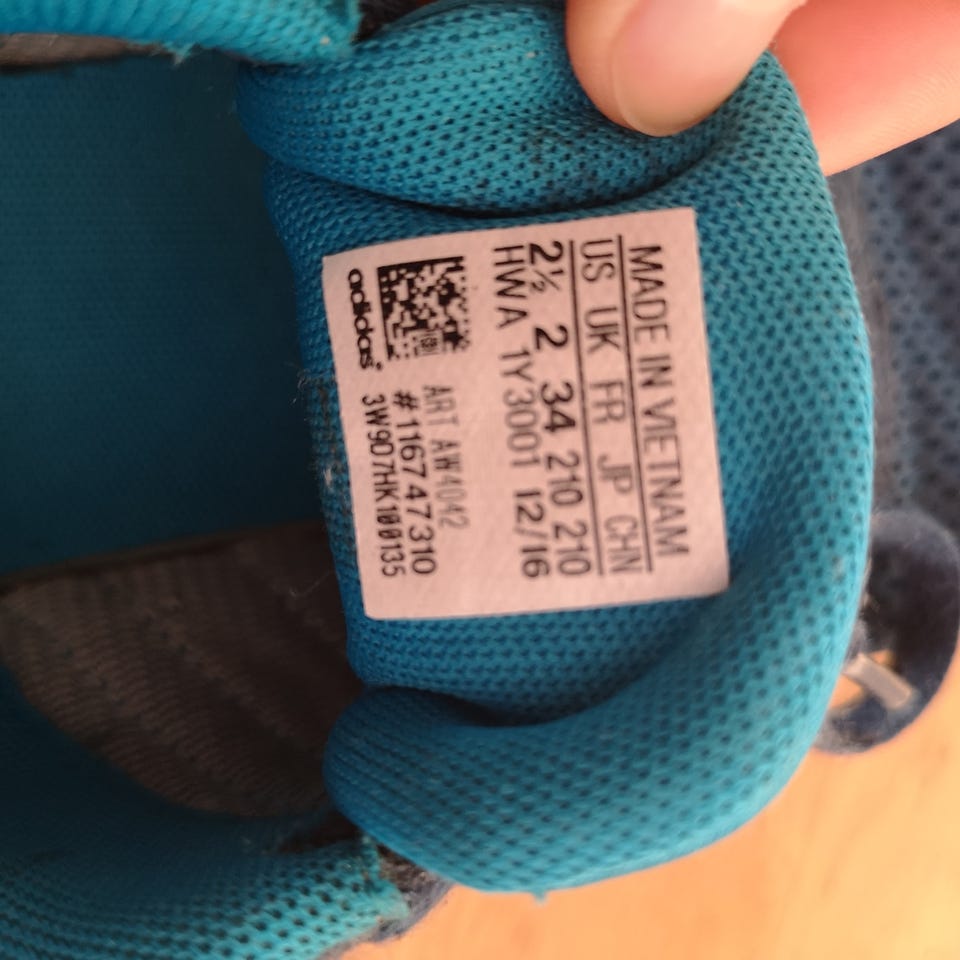 MADE IN VIETNAM
US UK FR JP CHN
2½ 2 34 210 210
HWA 1Y3001 12/16
ART AW4042
# 116747310
3W907HK100135
adidas